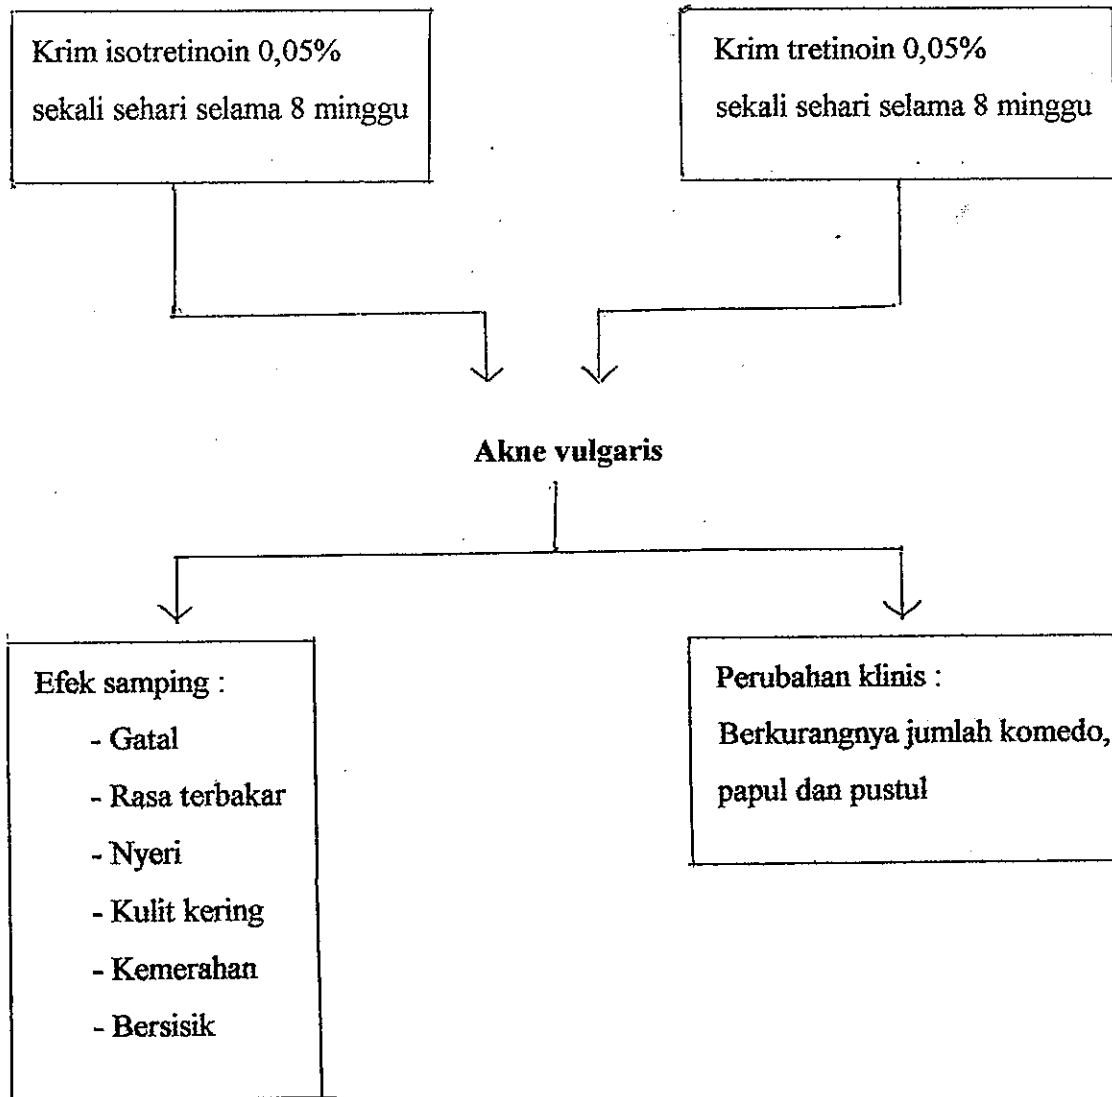 Krim isotretinoin 0,05%
sekali sehari selama 8 minggu
Krim tretinoin 0,05%
sekali sehari selama 8 minggu
Akne vulgaris
Efek samping :
- Gatal
- Rasa terbakar
- Nyeri
- Kulit kering
- Kemerahan
- Bersisik
Perubahan klinis :
Berkurangnya jumlah komedo,
papul dan pustul